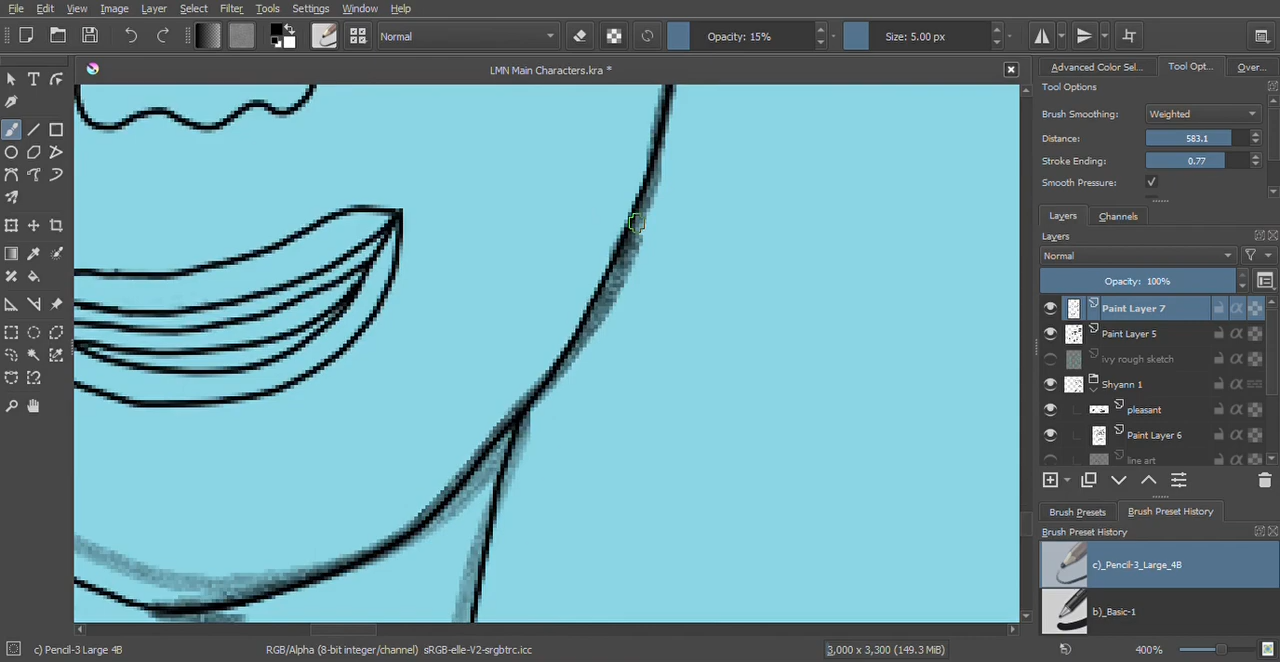 File Edit View Image Layer Select Filter Tools Settings Window Help
Normal Opacity: 15% Size: 5.00 px
LMN Main Characters.kra *
Advanced Color Sel... Tool Opt... Over...
Tool Options
Brush Smoothing: Weighted
Distance: 583.1
Stroke Ending: 0.77
Smooth Pressure:
Layers Channels
Layers
Normal
Opacity: 100%
Paint Layer 7
Paint Layer 5
ivy rough sketch
Shyann 1
pleasant
Paint Layer 6
line art
Brush Presets Brush Preset History
Brush Preset History
c)_Pencil-3_Large_4B
b)_Basic-1
c) Pencil-3 Large 4B RGB/Alpha (8-bit integer/channel) sRGB-elle-V2-srgbtrc.icc 3,000 x 3,300 (149.3 MiB) 400%